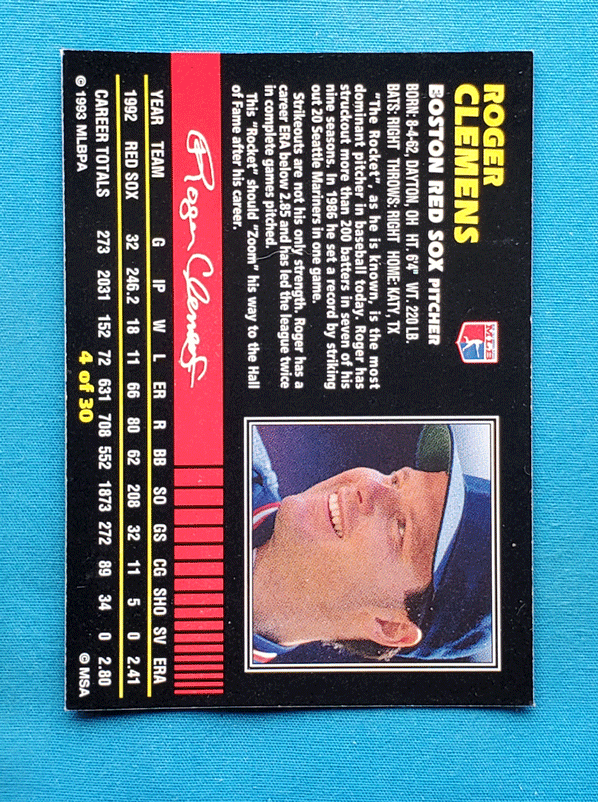 ROGER
CLEMENS
BOSTON RED SOX PITCHER
BORN: 8-4-62, DAYTON, OH HT. 6'4" WT. 220 LB.
BATS: RIGHT THROWS: RIGHT HOME: KATY, TX
"The Rocket", as he is known, is the most
dominant pitcher in baseball today. Roger has
struckout more than 200 batters in seven of his
nine seasons. In 1986 he set a record by striking
out 20 Seattle Mariners in one game.
Strikeouts are not his only strength. Roger has a
career ERA below 2.85 and has led the league twice
in complete games pitched.
This "Rocket" should "Zoom" his way to the Hall
of Fame after his career.
MLB
Roger Clemens
YEAR TEAM G IP W L ER R BB SO GS CG SHO SV ERA
1992 RED SOX 32 246.2 18 11 66 80 62 208 32 11 5 0 2.41
CAREER TOTALS 273 2031 152 72 631 708 552 1873 272 89 34 0 2.80
© 1993 MLBPA 4 of 30 © MSA